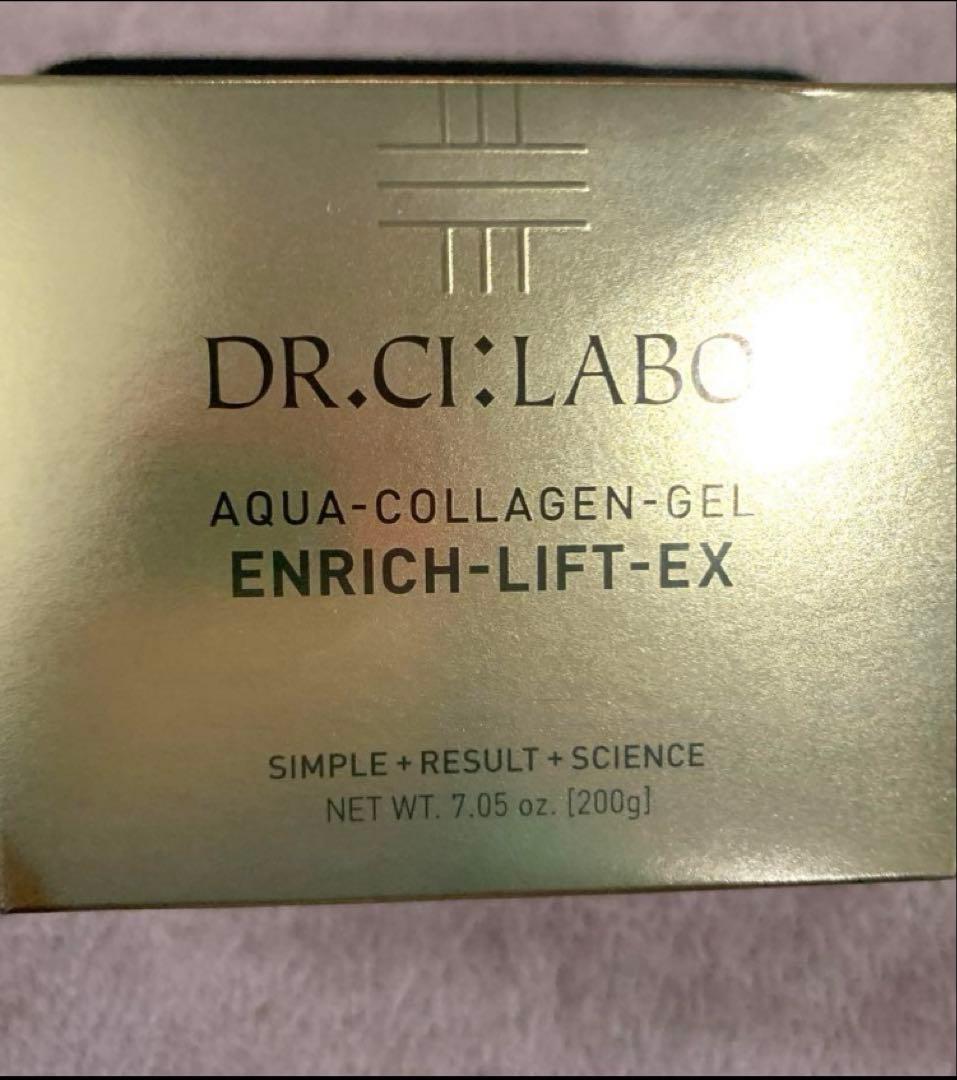 DR.CI:LABO
AQUA-COLLAGEN-GEL
ENRICH-LIFT-EX
SIMPLE + RESULT + SCIENCE
NET WT. 7.05 oz. [200g]